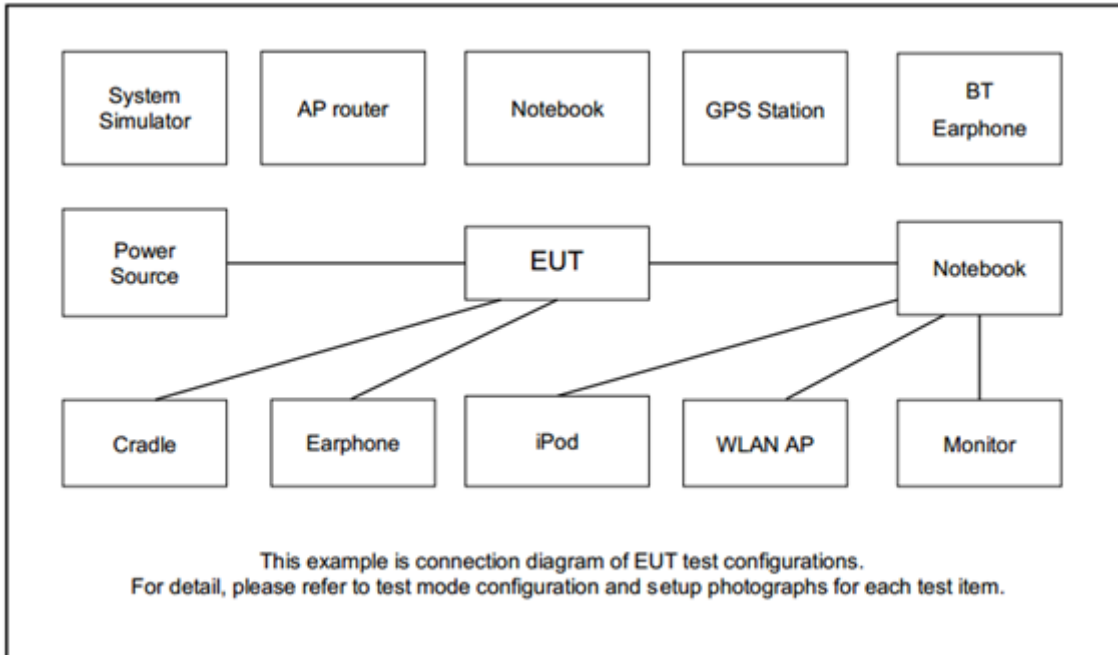 System
Simulator
AP router
Notebook
GPS Station
BT
Earphone
Power
Source
EUT
Notebook
Cradle
Earphone
iPod
WLAN AP
Monitor
This example is connection diagram of EUT test configurations.
For detail, please refer to test mode configuration and setup photographs for each test item.